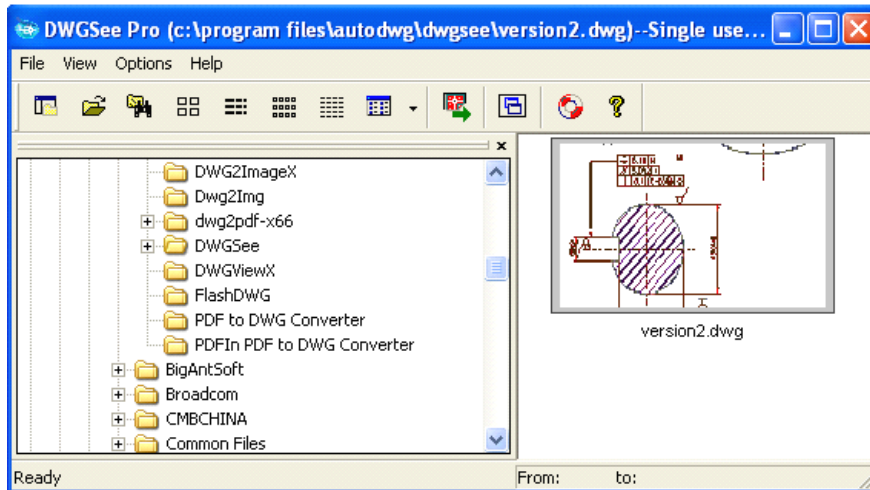 DWGSee Pro (c:\program files\autodwg\dwgsee\version2.dwg)--Single use...
File View Options Help
DWG2ImageX
Dwg2Img
dwg2pdf-x66
DWGSee
DWGViewX
FlashDWG
PDF to DWG Converter
PDFIn PDF to DWG Converter
BigAntSoft
Broadcom
CMBCHINA
Common Files
version2.dwg
Ready
From: to: